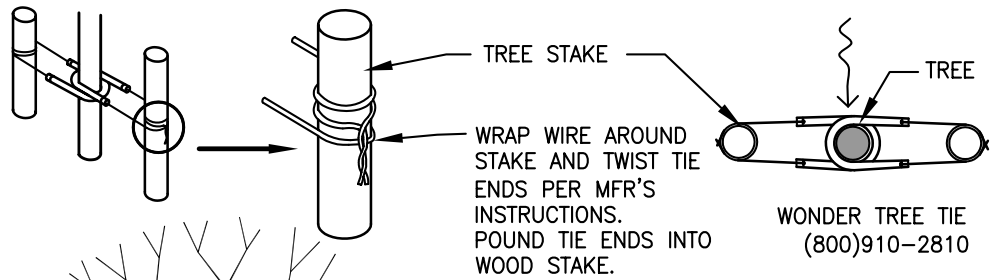 TREE STAKE
TREE
WRAP WIRE AROUND
STAKE AND TWIST TIE
ENDS PER MFR'S
INSTRUCTIONS.
POUND TIE ENDS INTO
WOOD STAKE.
WONDER TREE TIE
(800)910-2810